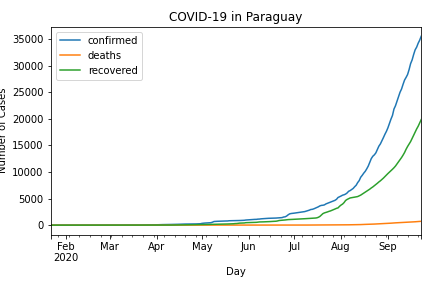 COVID-19 in Paraguay
confirmed
deaths
recovered
35000
30000
25000
20000
15000
10000
5000
0
Number of Cases
Feb Mar Apr May Jun Jul Aug Sep
2020
Day